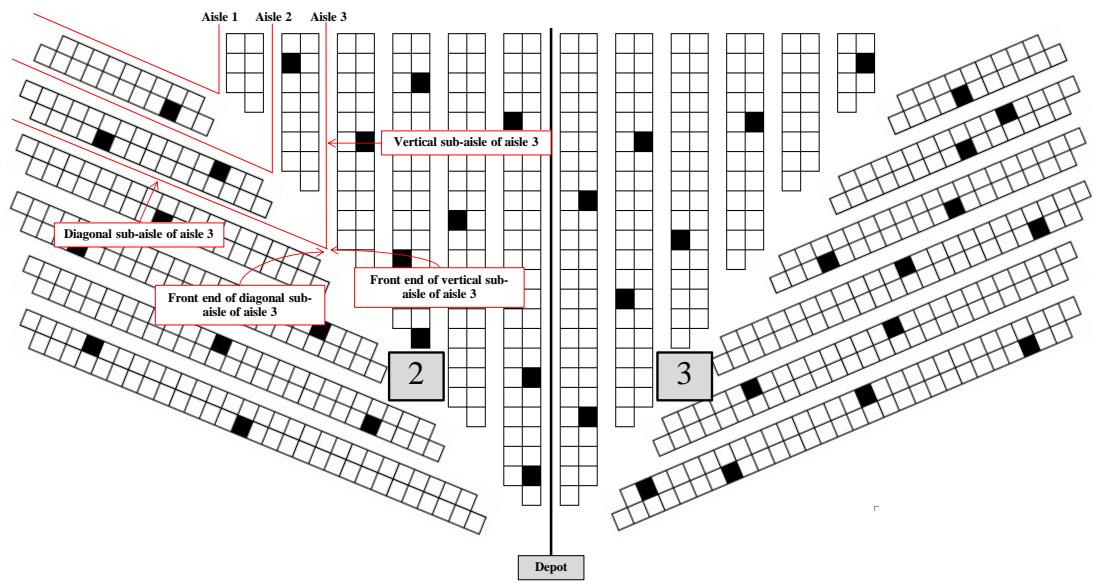 Aisle 1 Aisle 2 Aisle 3
Vertical sub-aisle of aisle 3
Diagonal sub-aisle of aisle 3
Front end of vertical sub-
aisle of aisle 3
Front end of diagonal sub-
aisle of aisle 3
2
3
Depot